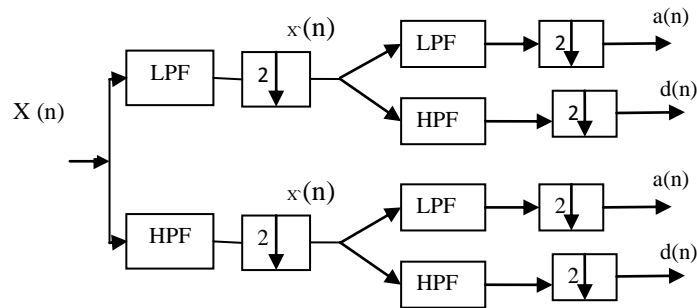 a(n)
x`(n)
LPF
2
LPF
2
d(n)
X (n)
HPF
2
a(n)
x`(n)
LPF
2
HPF
2
d(n)
HPF
2